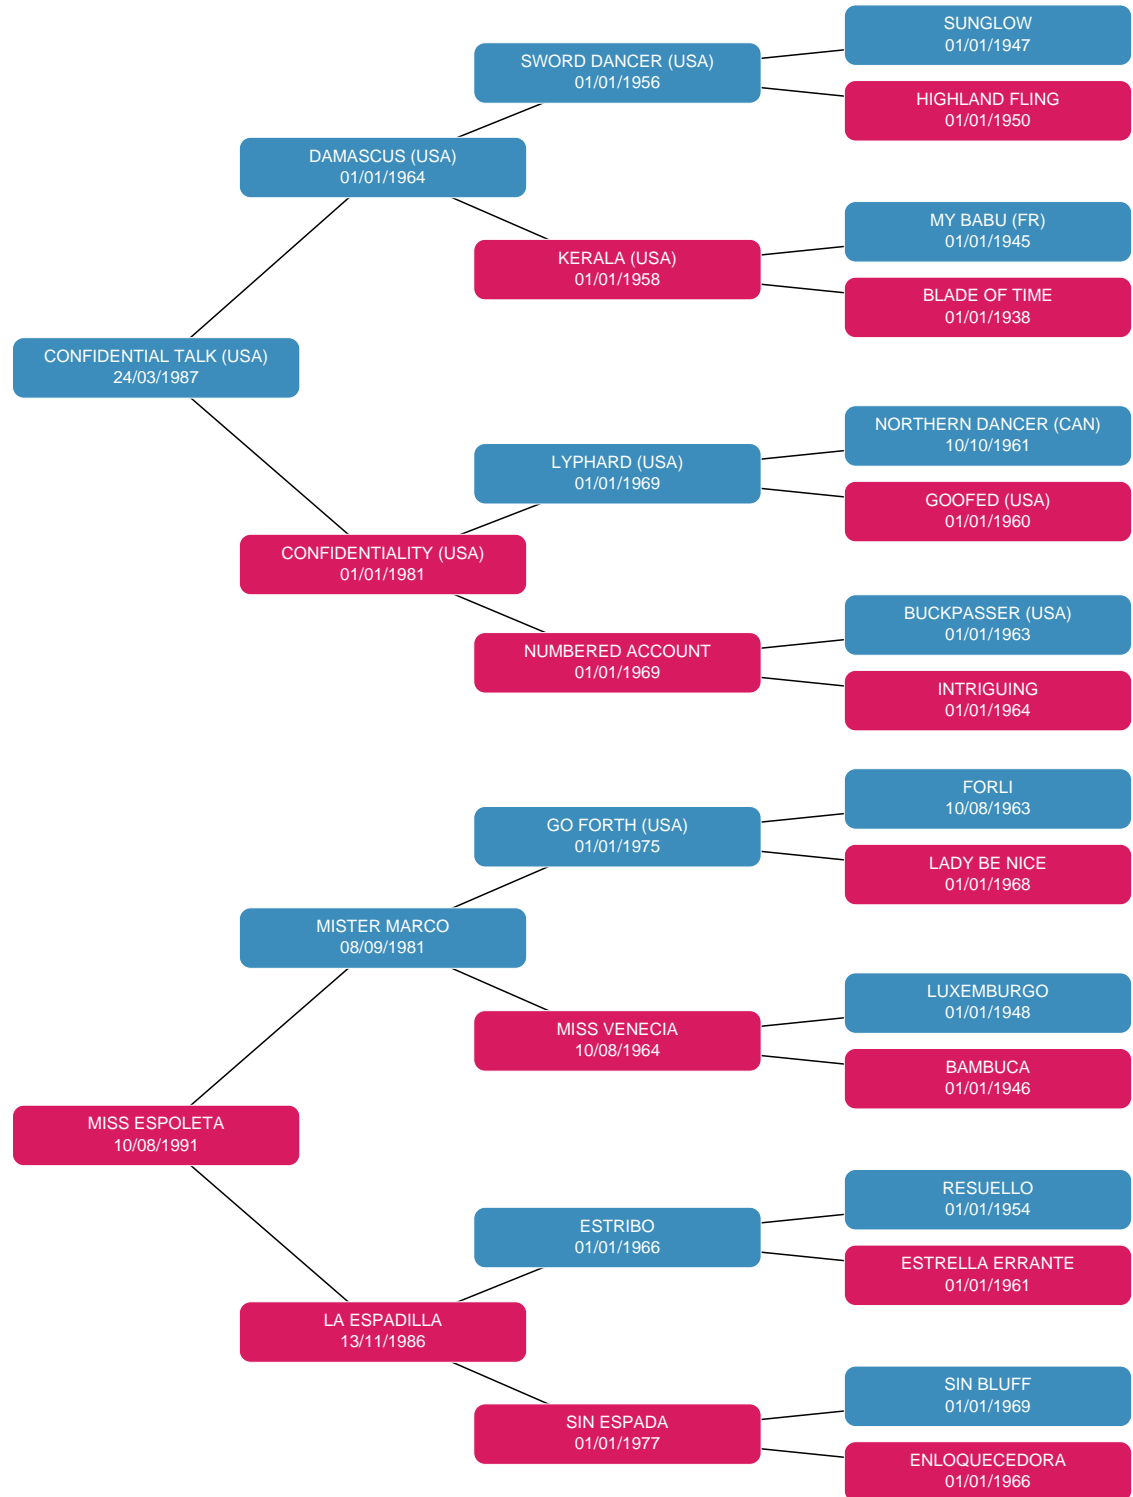 SUNGLOW
01/01/1947
SWORD DANCER (USA)
01/01/1956
HIGHLAND FLING
01/01/1950
DAMASCUS (USA)
01/01/1964
MY BABU (FR)
01/01/1945
KERALA (USA)
01/01/1958
BLADE OF TIME
01/01/1938
CONFIDENTIAL TALK (USA)
24/03/1987
NORTHERN DANCER (CAN)
10/10/1961
LYPHARD (USA)
01/01/1969
GOOFED (USA)
01/01/1960
CONFIDENTIALITY (USA)
01/01/1981
BUCKPASSER (USA)
01/01/1963
NUMBERED ACCOUNT
01/01/1969
INTRIGUING
01/01/1964
FORLI
10/08/1963
GO FORTH (USA)
01/01/1975
LADY BE NICE
01/01/1968
MISTER MARCO
08/09/1981
LUXEMBURGO
01/01/1948
MISS VENECIA
10/08/1964
BAMBUCA
01/01/1946
MISS ESPOLETA
10/08/1991
RESUELLO
01/01/1954
ESTRIBO
01/01/1966
ESTRELLA ERRANTE
01/01/1961
LA ESPADILLA
13/11/1986
SIN BLUFF
01/01/1969
SIN ESPADA
01/01/1977
ENLOQUECEDORA
01/01/1966